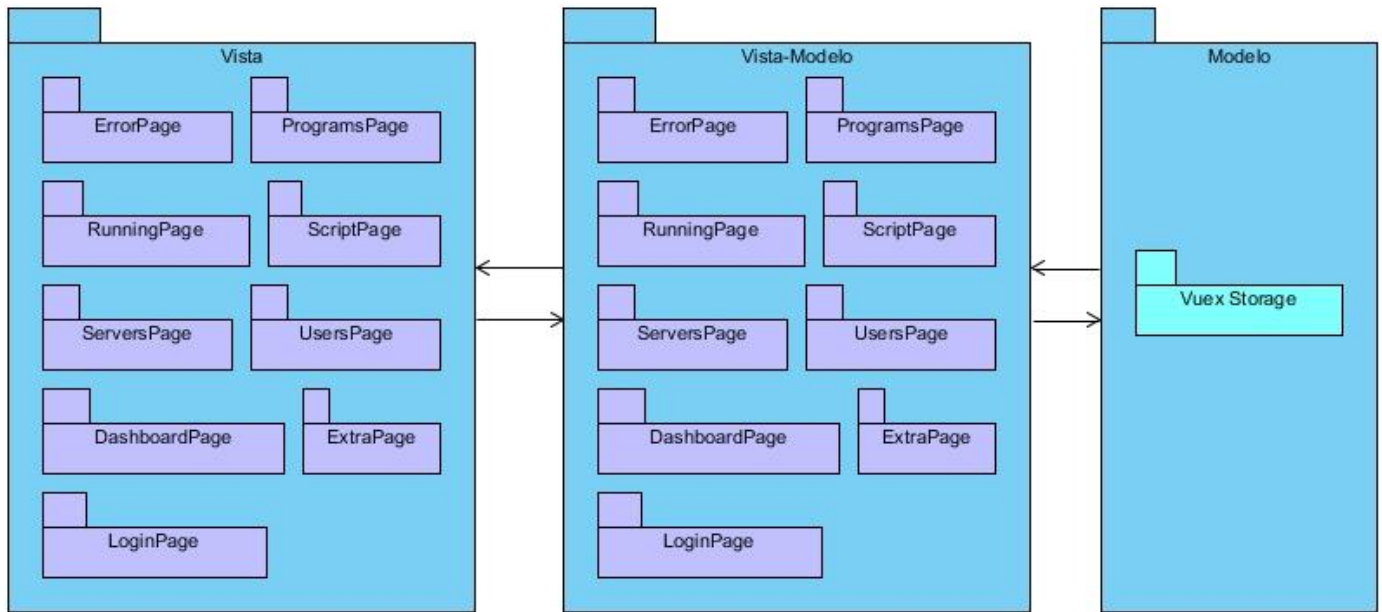 Vista
ErrorPage
ProgramsPage
RunningPage
ScriptPage
ServersPage
UsersPage
DashboardPage
ExtraPage
LoginPage
Vista-Modelo
ErrorPage
ProgramsPage
RunningPage
ScriptPage
ServersPage
UsersPage
DashboardPage
ExtraPage
LoginPage
Modelo
Vuex Storage